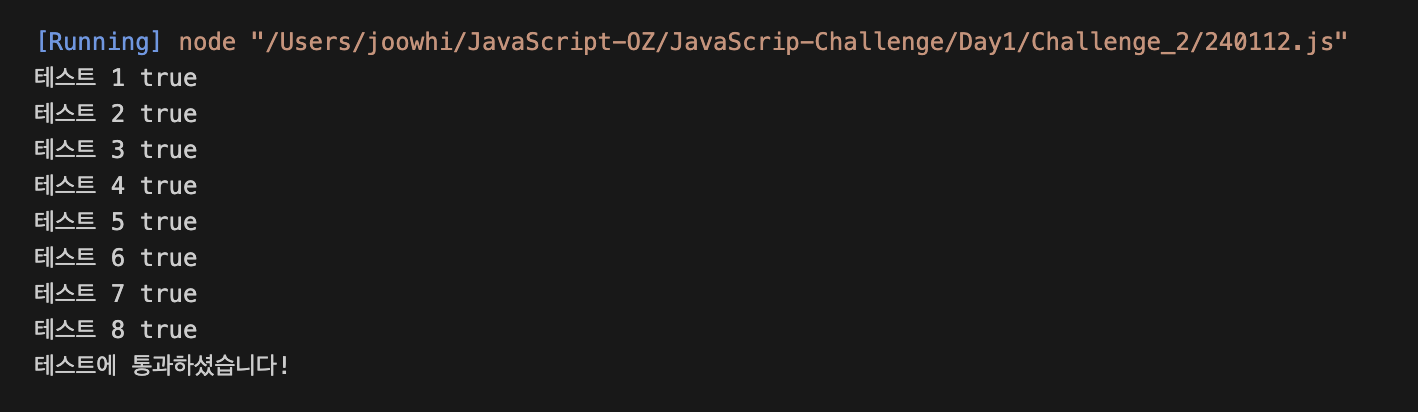 [Running] node "/Users/joowhi/JavaScript-OZ/JavaScrip-Challenge/Day1/Challenge_2/240112.js"
테스트 1 true
테스트 2 true
테스트 3 true
테스트 4 true
테스트 5 true
테스트 6 true
테스트 7 true
테스트 8 true
테스트에 통과하셨습니다!